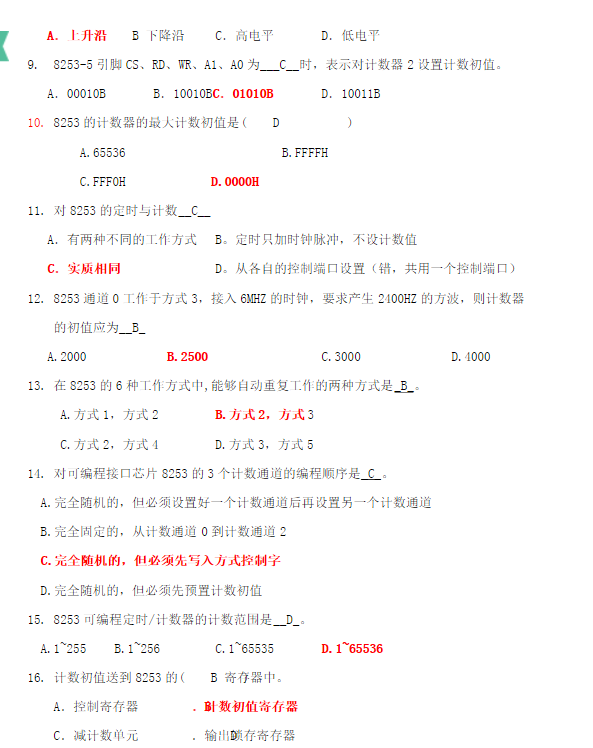 A. 上升沿 B 下降沿 C. 高电平 D. 低电平
9. 8253-5 引脚 CS、RD、WR、A1、A0 为___C__时，表示对计数器 2 设置计数初值。
A. 00010B B. 10010BC. 01010B D. 10011B
10. 8253 的计数器的最大计数初值是( D )
A.65536 B.FFFFH
C.FFF0H D.0000H
11. 对 8253 的定时与计数__C__
A. 有两种不同的工作方式 B。定时只加时钟脉冲，不设计数值
C. 实质相同 D。从各自的控制端口设置（错，共用一个控制端口）
12. 8253 通道 0 工作于方式 3，接入 6MHZ 的时钟，要求产生 2400HZ 的方波，则计数器
的初值应为__B_
A.2000 B.2500 C.3000 D.4000
13. 在 8253 的 6 种工作方式中,能够自动重复工作的两种方式是_B_。
A.方式 1，方式 2 B.方式 2，方式 3
C.方式 2，方式 4 D.方式 3，方式 5
14. 对可编程接口芯片 8253 的 3 个计数通道的编程顺序是_C_。
A.完全随机的，但必须设置好一个计数通道后再设置另一个计数通道
B.完全固定的，从计数通道 0 到计数通道 2
C.完全随机的，但必须先写入方式控制字
D.完全随机的，但必须先预置计数初值
15. 8253 可编程定时/计数器的计数范围是__D_。
A.1~255 B.1~256 C.1~65535 D.1~65536
16. 计数初值送到 8253 的( B 寄存器中。
A. 控制寄存器 . B计数初值寄存器
C. 减计数单元 . 输出锁存寄存器